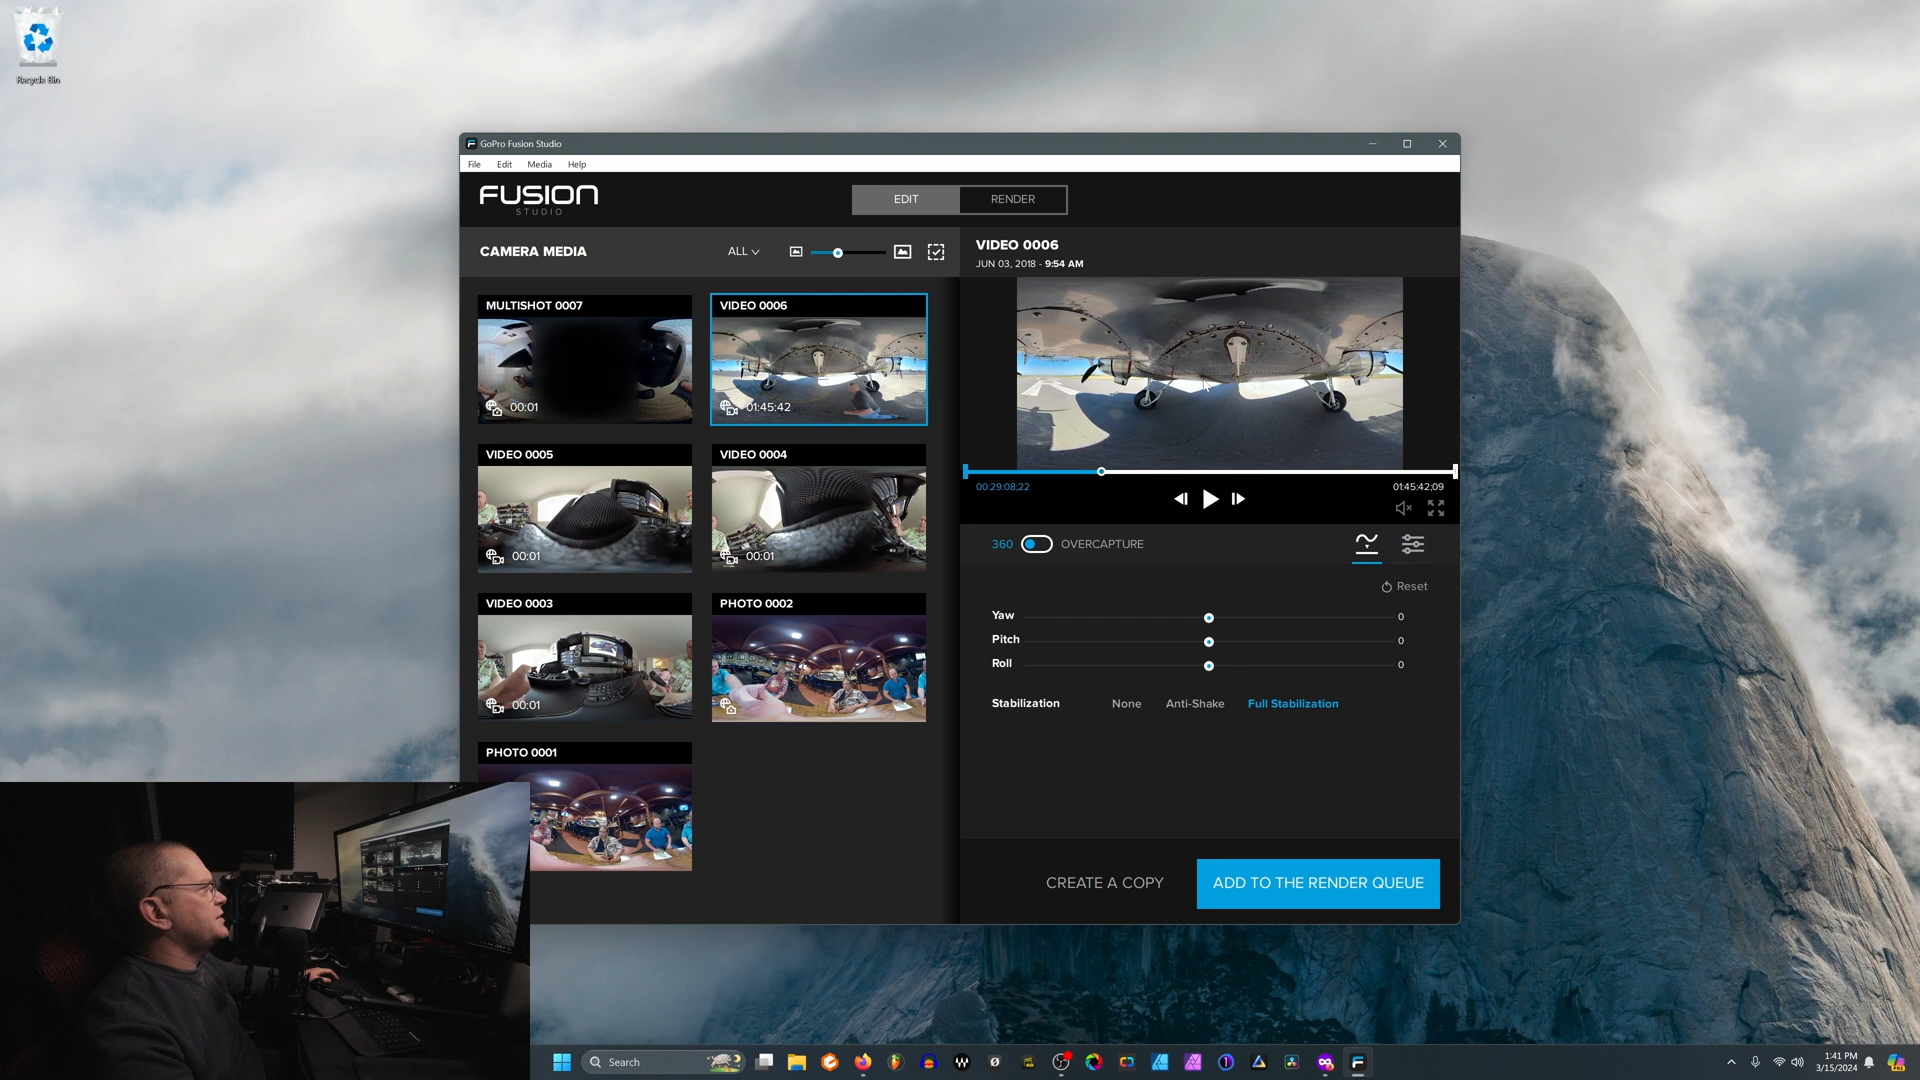 Recycle Bin
GoPro Fusion Studio
File Edit Media Help
FUSION
STUDIO
EDIT RENDER
CAMERA MEDIA
ALL
VIDEO 0006
JUN 03, 2018 - 9:54 AM
MULTISHOT 0007
00:01
VIDEO 0006
01:45:42
VIDEO 0005
00:01
VIDEO 0004
00:01
VIDEO 0003
00:01
PHOTO 0002
PHOTO 0001
00:29:08;22
01:45:42;09
360 OVERCAPTURE
Reset
Yaw 0
Pitch 0
Roll 0
Stabilization None Anti-Shake Full Stabilization
CREATE A COPY
ADD TO THE RENDER QUEUE
Search
1:41 PM
3/15/2024